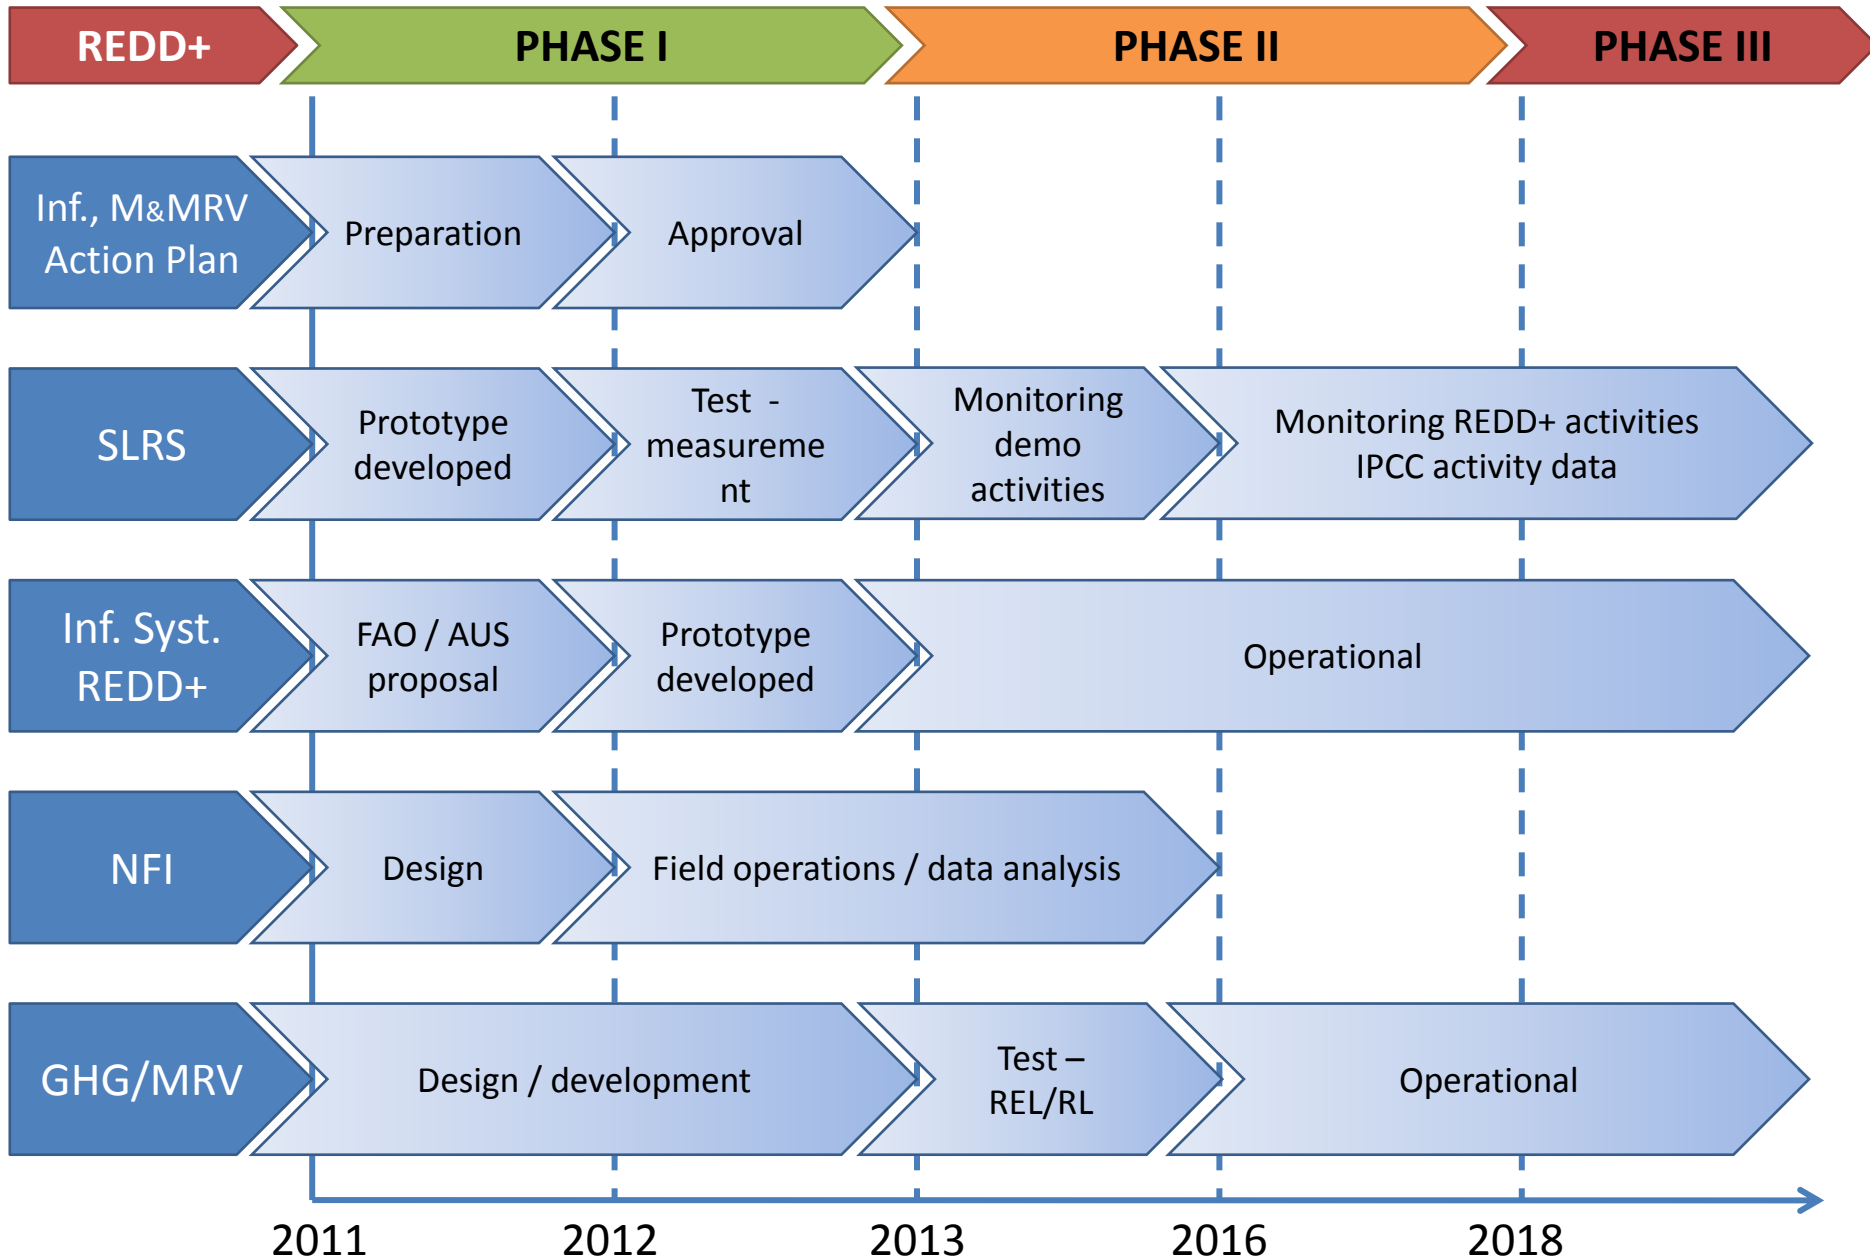 REDD+
PHASE I
PHASE II
PHASE III
Inf., M&MRV
Action Plan
Preparation
Approval
SLRS
Prototype
developed
Test -
measureme
nt
Monitoring
demo
activities
Monitoring REDD+ activities
IPCC activity data
Inf. Syst.
REDD+
FAO / AUS
proposal
Prototype
developed
Operational
NFI
Design
Field operations / data analysis
GHG/MRV
Design / development
Test –
REL/RL
Operational
2011
2012
2013
2016
2018